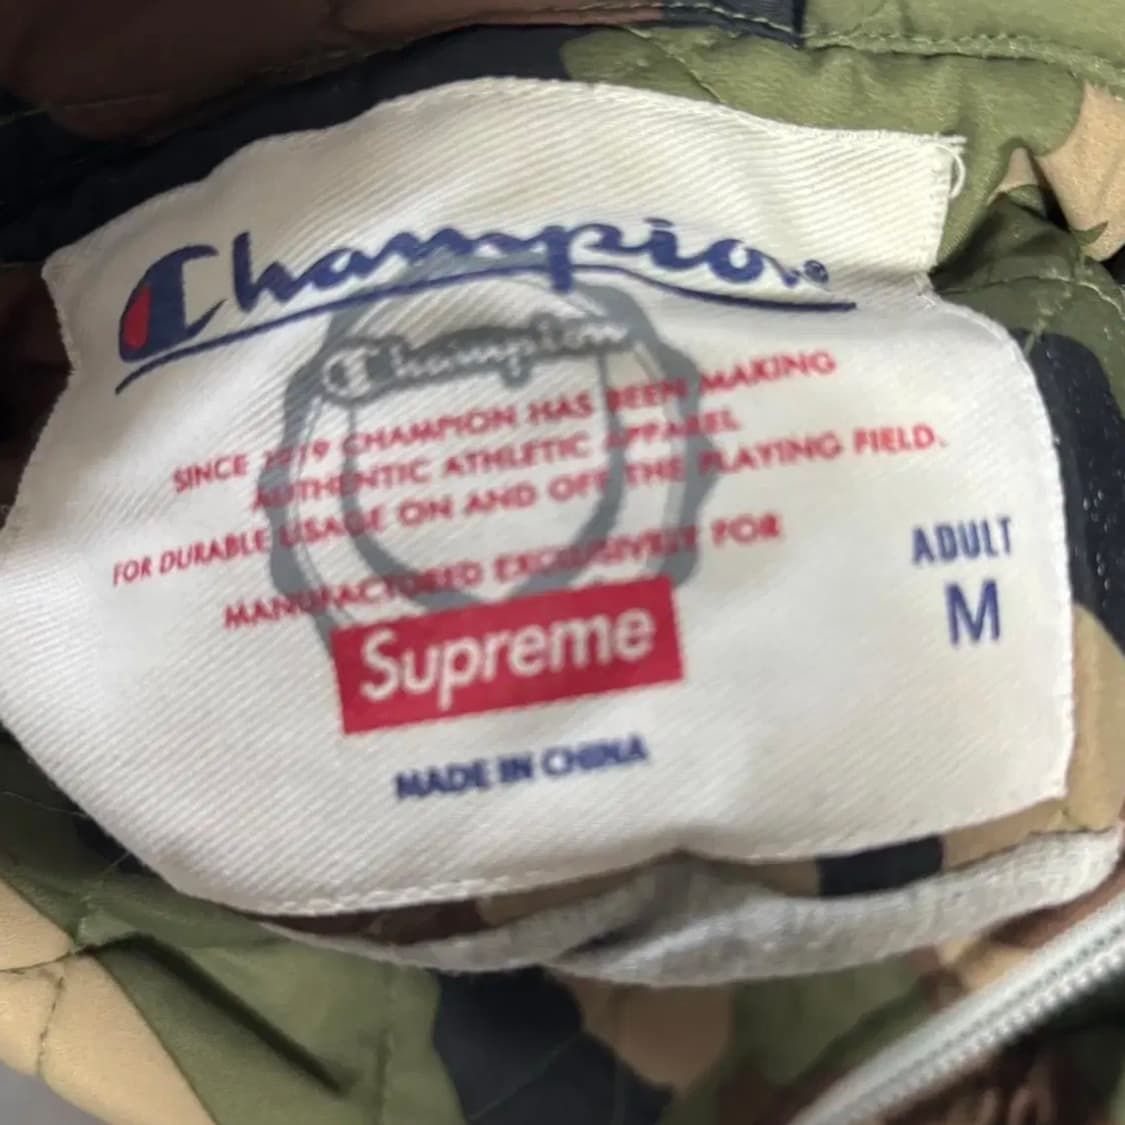 Champion®
Champion
SINCE 1919 CHAMPION HAS BEEN MAKING
AUTHENTIC ATHLETIC APPAREL
FOR DURABLE USAGE ON AND OFF THE PLAYING FIELD.
MANUFACTURED EXCLUSIVELY FOR
Supreme
MADE IN CHINA
ADULT
M